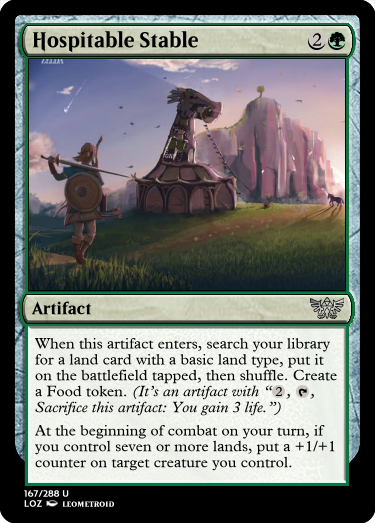 Hospitable Stable 2
Artifact
When this artifact enters, search your library
for a land card with a basic land type, put it
on the battlefield tapped, then shuffle. Create
a Food token. (It's an artifact with “2, ,
Sacrifice this artifact: You gain 3 life.”)
At the beginning of combat on your turn, if
you control seven or more lands, put a +1/+1
counter on target creature you control.
167/288 U
LOZ LEOMETROID